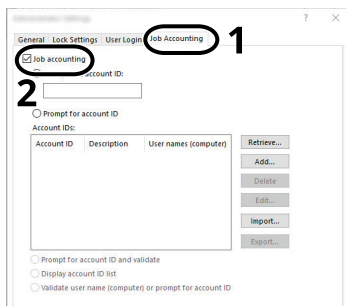 General Lock Settings User Login Job Accounting
1
Job accounting
account ID:
2
Prompt for account ID
Account IDs:
Account ID Description User names (computer)
Retrieve...
Add...
Delete
Edit...
Import...
Export...
Prompt for account ID and validate
Display account ID list
Validate user name (computer) or prompt for account ID